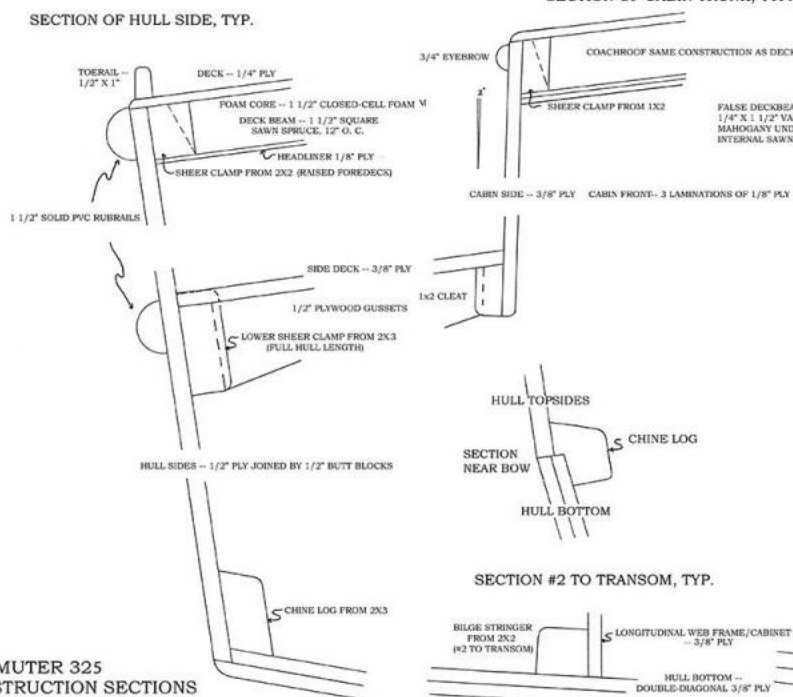 SECTION OF HULL SIDE, TYP.
TOERAIL --
1/2" X 1"
DECK -- 1/4" PLY
FOAM CORE -- 1 1/2" CLOSED-CELL FOAM M
DECK BEAM -- 1 1/2" SQUARE
SAWN SPRUCE, 12" O. C.
HEADLINER 1/8" PLY
SHEER CLAMP FROM 2X2 (RAISED FOREDECK)
1 1/2" SOLID PVC RUBRAILS
SIDE DECK -- 3/8" PLY
1/2" PLYWOOD GUSSETS
LOWER SHEER CLAMP FROM 2X3
(FULL HULL LENGTH)
HULL SIDES -- 1/2" PLY JOINED BY 1/2" BUTT BLOCKS
CHINE LOG FROM 2X3
MUTER 325
STRUCTION SECTIONS
3/4" EYEBROW
COACHROOF SAME CONSTRUCTION AS DECK
2"
SHEER CLAMP FROM 1X2
FALSE DECKBEA
1/4" X 1 1/2" VA
MAHOGANY UND
INTERNAL SAWN
CABIN SIDE -- 3/8" PLY
CABIN FRONT-- 3 LAMINATIONS OF 1/8" PLY
1x2 CLEAT
HULL TOPSIDES
CHINE LOG
SECTION
NEAR BOW
HULL BOTTOM
SECTION #2 TO TRANSOM, TYP.
BILGE STRINGER
FROM 2X2
(#2 TO TRANSOM)
LONGITUDINAL WEB FRAME/CABINET
-- 3/8" PLY
HULL BOTTOM --
DOUBLE-DIAGONAL 3/8" PLY